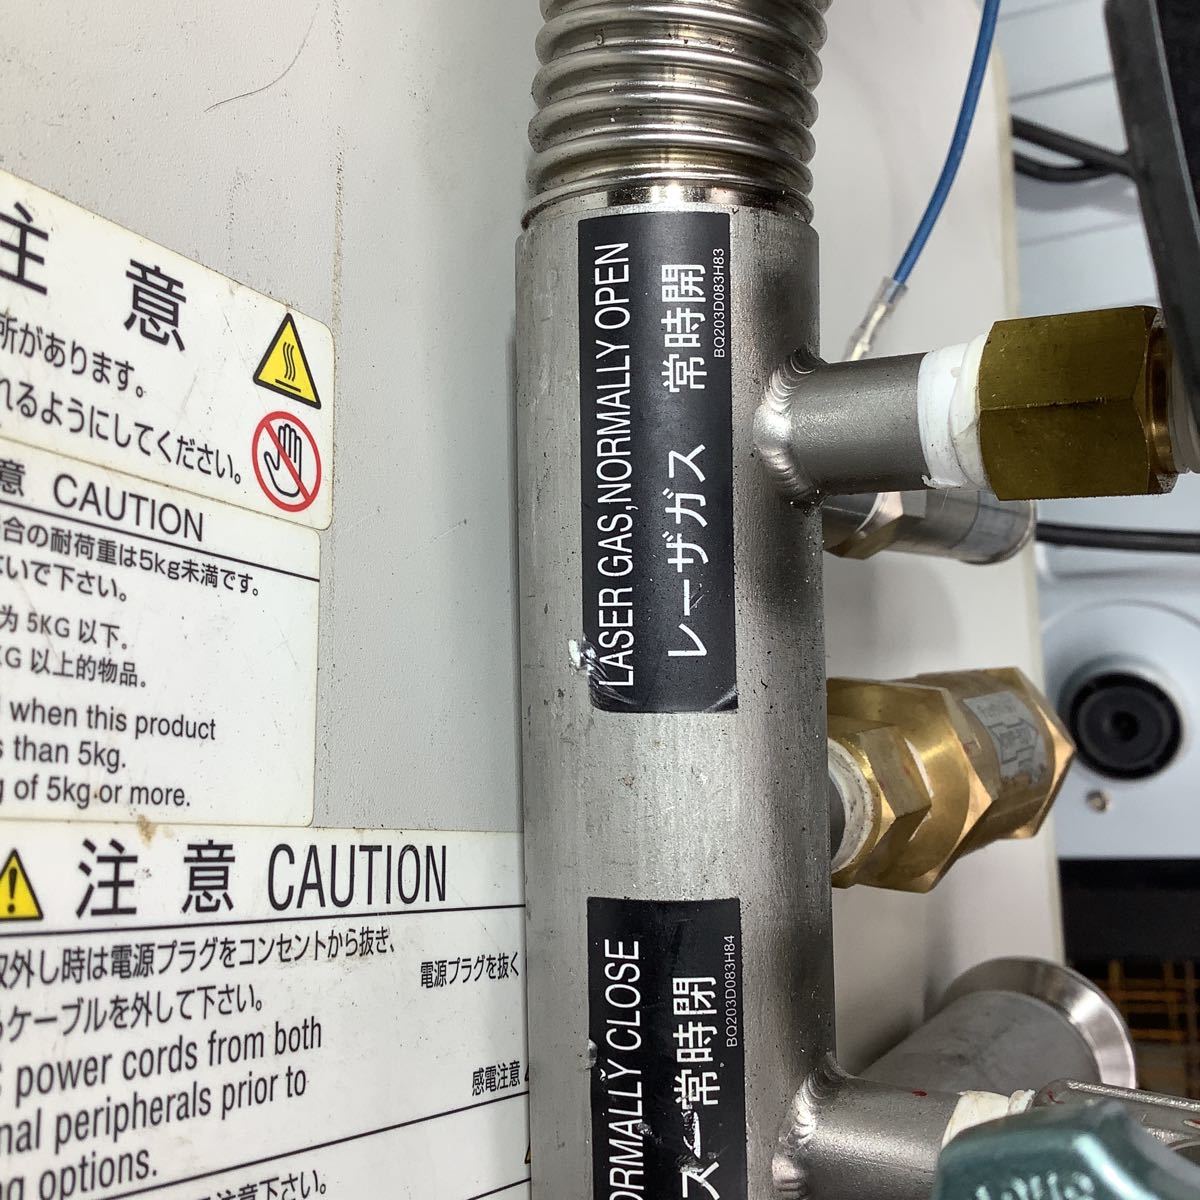 注意
所があります。
れるようにしてください。
意 CAUTION
合の耐荷重は5kg未満です。
ないで下さい。
为 5KG 以下。
KG 以上的物品。
when this product
than 5kg.
of 5kg or more.
注意 CAUTION
取外し時は電源プラグをコンセントから抜き、
ケーブルを外して下さい。
power cords from both
nal peripherals prior to
ng options.
電源プラグを抜く
感電注意
注意下さい。
LASER GAS,NORMALLY OPEN
レーザガス 常時開
BQ203D083H83
ORMALLY CLOSE
ス 常時閉
BQ203D083H84